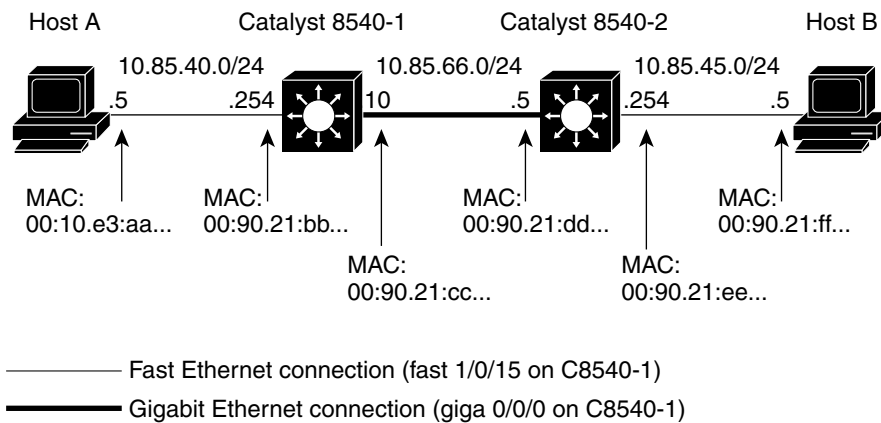 Host A
Catalyst 8540-1
Catalyst 8540-2
Host B
10.85.40.0/24
10.85.66.0/24
10.85.45.0/24
.5
.254
10
.5
.254
.5
MAC:
00:10.e3:aa...
MAC:
00:90.21:bb...
MAC:
00:90.21:dd...
MAC:
00:90.21:ff...
MAC:
00:90.21:cc...
MAC:
00:90.21:ee...
Fast Ethernet connection (fast 1/0/15 on C8540-1)
Gigabit Ethernet connection (giga 0/0/0 on C8540-1)